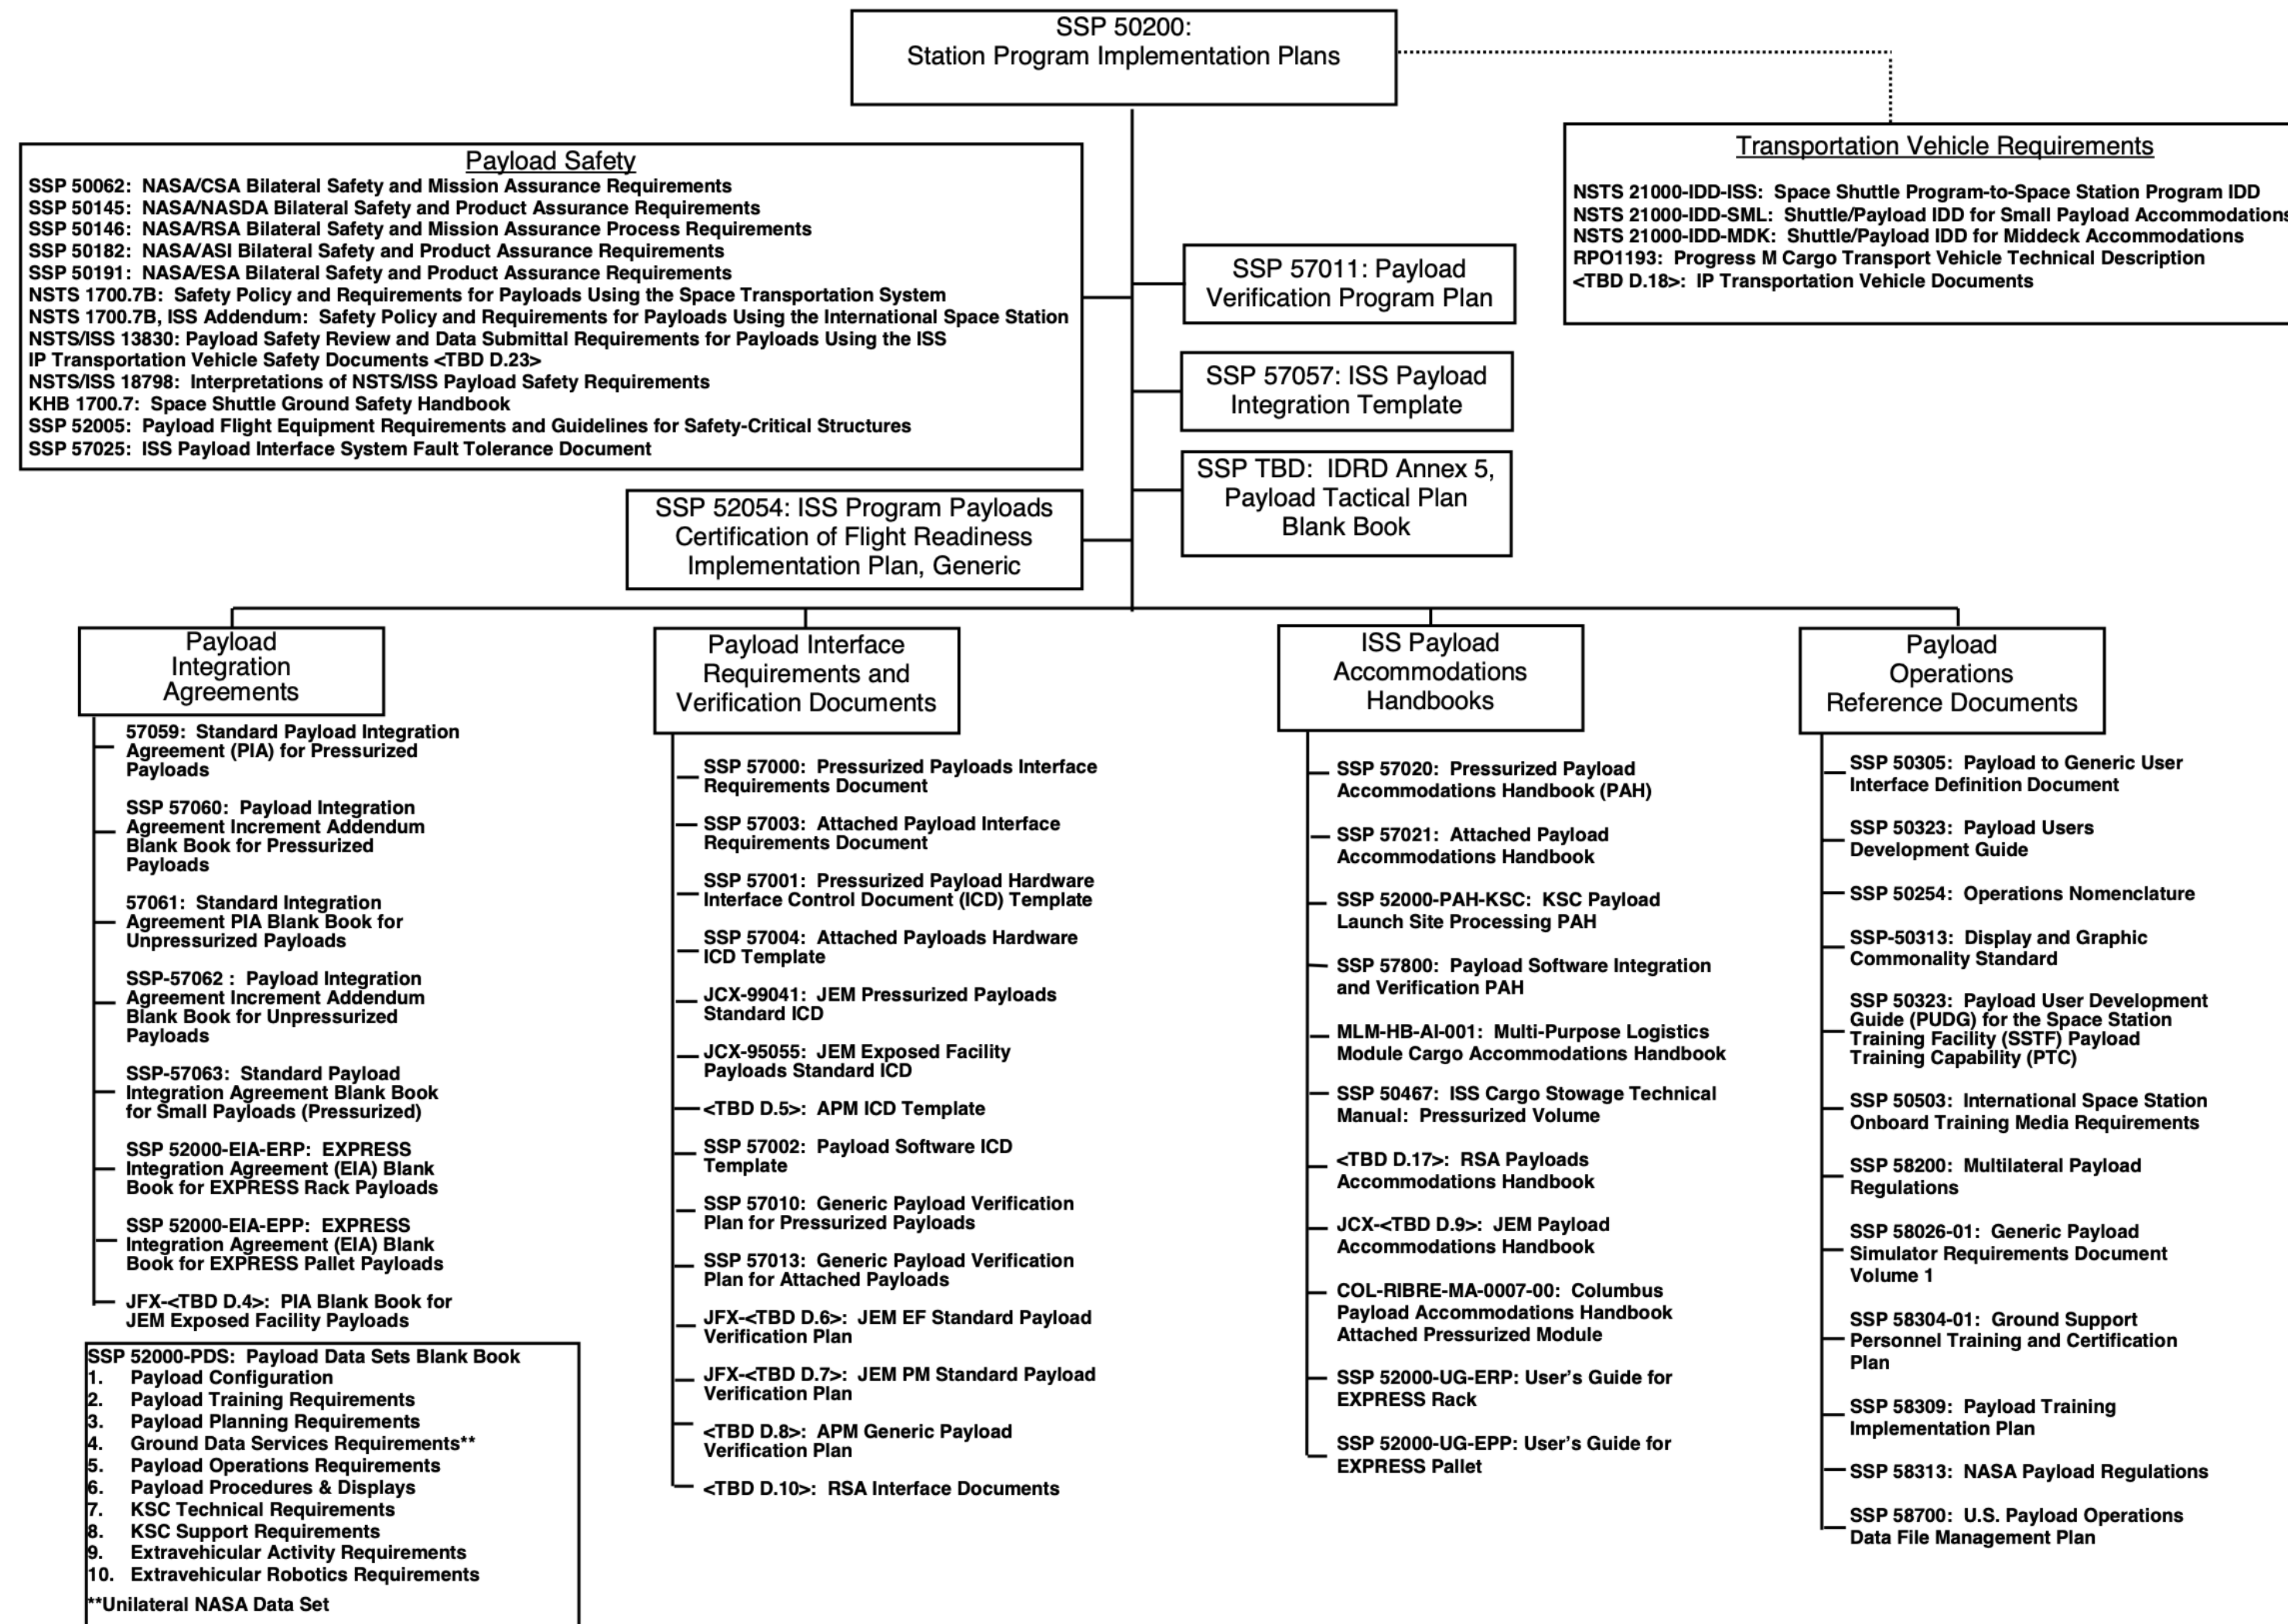 SSP 50200:
Station Program Implementation Plans
Payload Safety
SSP 50062: NASA/CSA Bilateral Safety and Mission Assurance Requirements
SSP 50145: NASA/NASDA Bilateral Safety and Product Assurance Requirements
SSP 50146: NASA/RSA Bilateral Safety and Mission Assurance Process Requirements
SSP 50182: NASA/ASI Bilateral Safety and Product Assurance Requirements
SSP 50191: NASA/ESA Bilateral Safety and Product Assurance Requirements
NSTS 1700.7B: Safety Policy and Requirements for Payloads Using the Space Transportation System
NSTS 1700.7B, ISS Addendum: Safety Policy and Requirements for Payloads Using the International Space Station
NSTS/ISS 13830: Payload Safety Review and Data Submittal Requirements for Payloads Using the ISS
IP Transportation Vehicle Safety Documents <TBD D.23>
NSTS/ISS 18798: Interpretations of NSTS/ISS Payload Safety Requirements
KHB 1700.7: Space Shuttle Ground Safety Handbook
SSP 52005: Payload Flight Equipment Requirements and Guidelines for Safety-Critical Structures
SSP 57025: ISS Payload Interface System Fault Tolerance Document
Transportation Vehicle Requirements
NSTS 21000-IDD-ISS: Space Shuttle Program-to-Space Station Program IDD
NSTS 21000-IDD-SML: Shuttle/Payload IDD for Small Payload Accommodations
NSTS 21000-IDD-MDK: Shuttle/Payload IDD for Middeck Accommodations
RPO1193: Progress M Cargo Transport Vehicle Technical Description
<TBD D.18>: IP Transportation Vehicle Documents
SSP 57011: Payload
Verification Program Plan
SSP 57057: ISS Payload
Integration Template
SSP TBD: IDRD Annex 5,
Payload Tactical Plan
Blank Book
SSP 52054: ISS Program Payloads
Certification of Flight Readiness
Implementation Plan, Generic
Payload
Integration
Agreements
57059: Standard Payload Integration
Agreement (PIA) for Pressurized
Payloads
SSP 57060: Payload Integration
Agreement Increment Addendum
Blank Book for Pressurized
Payloads
57061: Standard Integration
Agreement PIA Blank Book for
Unpressurized Payloads
SSP-57062 : Payload Integration
Agreement Increment Addendum
Blank Book for Unpressurized
Payloads
SSP-57063: Standard Payload
Integration Agreement Blank Book
for Small Payloads (Pressurized)
SSP 52000-EIA-ERP: EXPRESS
Integration Agreement (EIA) Blank
Book for EXPRESS Rack Payloads
SSP 52000-EIA-EPP: EXPRESS
Integration Agreement (EIA) Blank
Book for EXPRESS Pallet Payloads
JFX-<TBD D.4>: PIA Blank Book for
JEM Exposed Facility Payloads
SSP 52000-PDS: Payload Data Sets Blank Book
1. Payload Configuration
2. Payload Training Requirements
3. Payload Planning Requirements
4. Ground Data Services Requirements**
5. Payload Operations Requirements
6. Payload Procedures & Displays
7. KSC Technical Requirements
8. KSC Support Requirements
9. Extravehicular Activity Requirements
10. Extravehicular Robotics Requirements
**Unilateral NASA Data Set
Payload Interface
Requirements and
Verification Documents
SSP 57000: Pressurized Payloads Interface
Requirements Document
SSP 57003: Attached Payload Interface
Requirements Document
SSP 57001: Pressurized Payload Hardware
Interface Control Document (ICD) Template
SSP 57004: Attached Payloads Hardware
ICD Template
JCX-99041: JEM Pressurized Payloads
Standard ICD
JCX-95055: JEM Exposed Facility
Payloads Standard ICD
<TBD D.5>: APM ICD Template
SSP 57002: Payload Software ICD
Template
SSP 57010: Generic Payload Verification
Plan for Pressurized Payloads
SSP 57013: Generic Payload Verification
Plan for Attached Payloads
JFX-<TBD D.6>: JEM EF Standard Payload
Verification Plan
JFX-<TBD D.7>: JEM PM Standard Payload
Verification Plan
<TBD D.8>: APM Generic Payload
Verification Plan
<TBD D.10>: RSA Interface Documents
ISS Payload
Accommodations
Handbooks
SSP 57020: Pressurized Payload
Accommodations Handbook (PAH)
SSP 57021: Attached Payload
Accommodations Handbook
SSP 52000-PAH-KSC: KSC Payload
Launch Site Processing PAH
SSP 57800: Payload Software Integration
and Verification PAH
MLM-HB-AI-001: Multi-Purpose Logistics
Module Cargo Accommodations Handbook
SSP 50467: ISS Cargo Stowage Technical
Manual: Pressurized Volume
<TBD D.17>: RSA Payloads
Accommodations Handbook
JCX-<TBD D.9>: JEM Payload
Accommodations Handbook
COL-RIBRE-MA-0007-00: Columbus
Payload Accommodations Handbook
Attached Pressurized Module
SSP 52000-UG-ERP: User's Guide for
EXPRESS Rack
SSP 52000-UG-EPP: User's Guide for
EXPRESS Pallet
Payload
Operations
Reference Documents
SSP 50305: Payload to Generic User
Interface Definition Document
SSP 50323: Payload Users
Development Guide
SSP 50254: Operations Nomenclature
SSP-50313: Display and Graphic
Commonality Standard
SSP 50323: Payload User Development
Guide (PUDG) for the Space Station
Training Facility (SSTF) Payload
Training Capability (PTC)
SSP 50503: International Space Station
Onboard Training Media Requirements
SSP 58200: Multilateral Payload
Regulations
SSP 58026-01: Generic Payload
Simulator Requirements Document
Volume 1
SSP 58304-01: Ground Support
Personnel Training and Certification
Plan
SSP 58309: Payload Training
Implementation Plan
SSP 58313: NASA Payload Regulations
SSP 58700: U.S. Payload Operations
Data File Management Plan